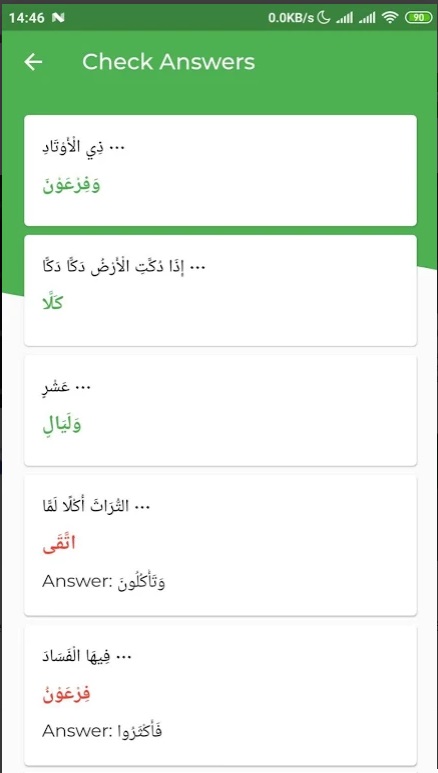 14:46 0.0KB/s 90
Check Answers
... ذِي الْأَوْتَادِ
وَفِرْعَوْنَ
... إِذَا دُكَّتِ الْأَرْضُ دَكًّا دَكًّا
كَلَّا
... عَشْرٍ
وَلَيَالٍ
... التُّرَاثَ أَكْلًا لَمًّا
اتَّقَى
Answer: وَتَأْكُلُونَ
... فِيهَا الْفَسَادَ
فِرْعَوْنُ
Answer: فَأَكْثَرُوا